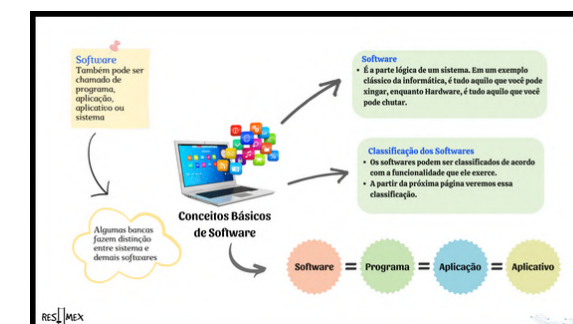 Software
Também pode ser
chamado de
programa,
aplicação,
aplicativo ou
sistema
Algumas bancas
fazem distinção
entre sistema e
demais softwares
Conceitos Básicos
de Software
Software
• É a parte lógica de um sistema. Em um exemplo
clássico da informática, é tudo aquilo que você pode
xingar, enquanto Hardware, é tudo aquilo que você
pode chutar.
Classificação dos Softwares
• Os softwares podem ser classificados de acordo
com a funcionalidade que ele exerce.
• A partir da próxima página veremos essa
classificação.
Software = Programa = Aplicação = Aplicativo
RESUMEX